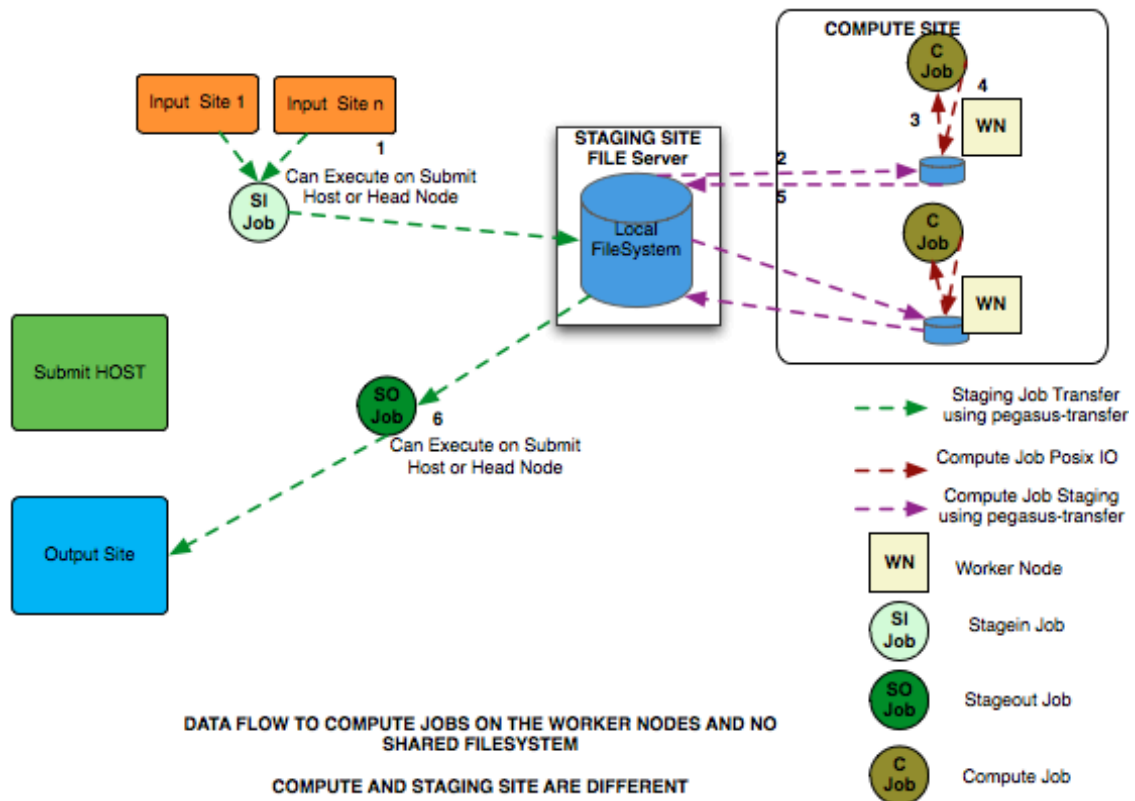 COMPUTE SITE
C
Job
4
3
WN
Input Site 1
Input Site n
1
STAGING SITE
FILE Server
2
Can Execute on Submit
Host or Head Node
SI
Job
5
Local
FileSystem
C
Job
WN
Submit HOST
SO
Job
6
Can Execute on Submit
Host or Head Node
Staging Job Transfer
using pegasus-transfer
Compute Job Posix IO
Compute Job Staging
using pegasus-transfer
Output Site
WN
Worker Node
SI
Job
Stagein Job
SO
Job
Stageout Job
C
Job
Compute Job
DATA FLOW TO COMPUTE JOBS ON THE WORKER NODES AND NO
SHARED FILESYSTEM
COMPUTE AND STAGING SITE ARE DIFFERENT